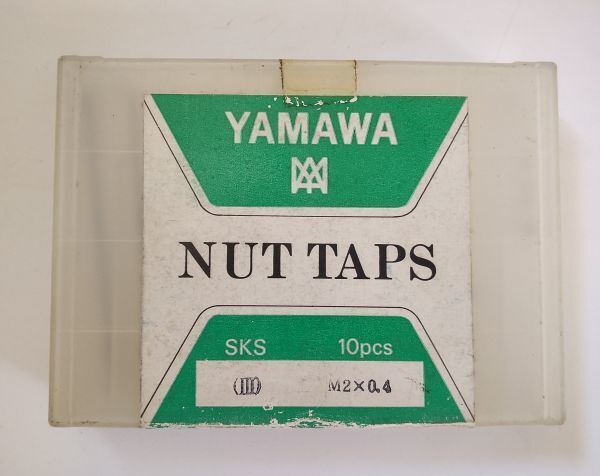 YAMAWA
NUT TAPS
SKS 10pcs
(III) M2×0.4